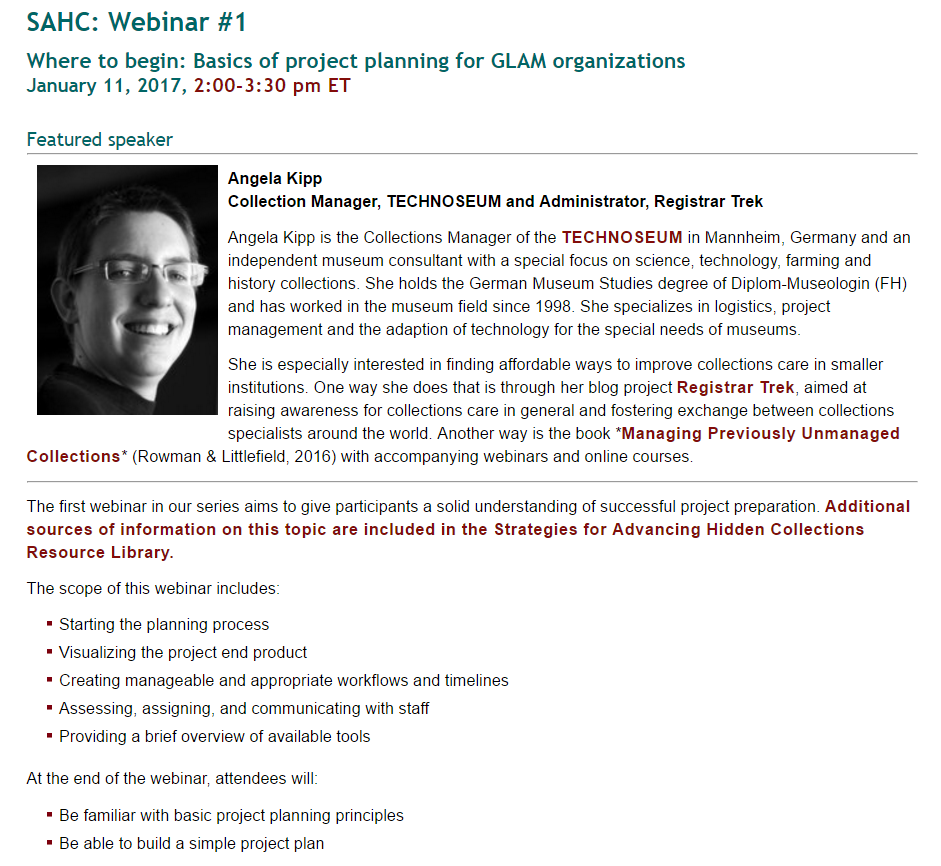 SAHC: Webinar #1
Where to begin: Basics of project planning for GLAM organizations
January 11, 2017, 2:00-3:30 pm ET
Featured speaker
Angela Kipp
Collection Manager, TECHNOSEUM and Administrator, Registrar Trek
Angela Kipp is the Collections Manager of the TECHNOSEUM in Mannheim, Germany and an
independent museum consultant with a special focus on science, technology, farming and
history collections. She holds the German Museum Studies degree of Diplom-Museologin (FH)
and has worked in the museum field since 1998. She specializes in logistics, project
management and the adaption of technology for the special needs of museums.
She is especially interested in finding affordable ways to improve collections care in smaller
institutions. One way she does that is through her blog project Registrar Trek, aimed at
raising awareness for collections care in general and fostering exchange between collections
specialists around the world. Another way is the book *Managing Previously Unmanaged
Collections* (Rowman & Littlefield, 2016) with accompanying webinars and online courses.
The first webinar in our series aims to give participants a solid understanding of successful project preparation. Additional
sources of information on this topic are included in the Strategies for Advancing Hidden Collections
Resource Library.
The scope of this webinar includes:
▪ Starting the planning process
▪ Visualizing the project end product
▪ Creating manageable and appropriate workflows and timelines
▪ Assessing, assigning, and communicating with staff
▪ Providing a brief overview of available tools
At the end of the webinar, attendees will:
▪ Be familiar with basic project planning principles
▪ Be able to build a simple project plan